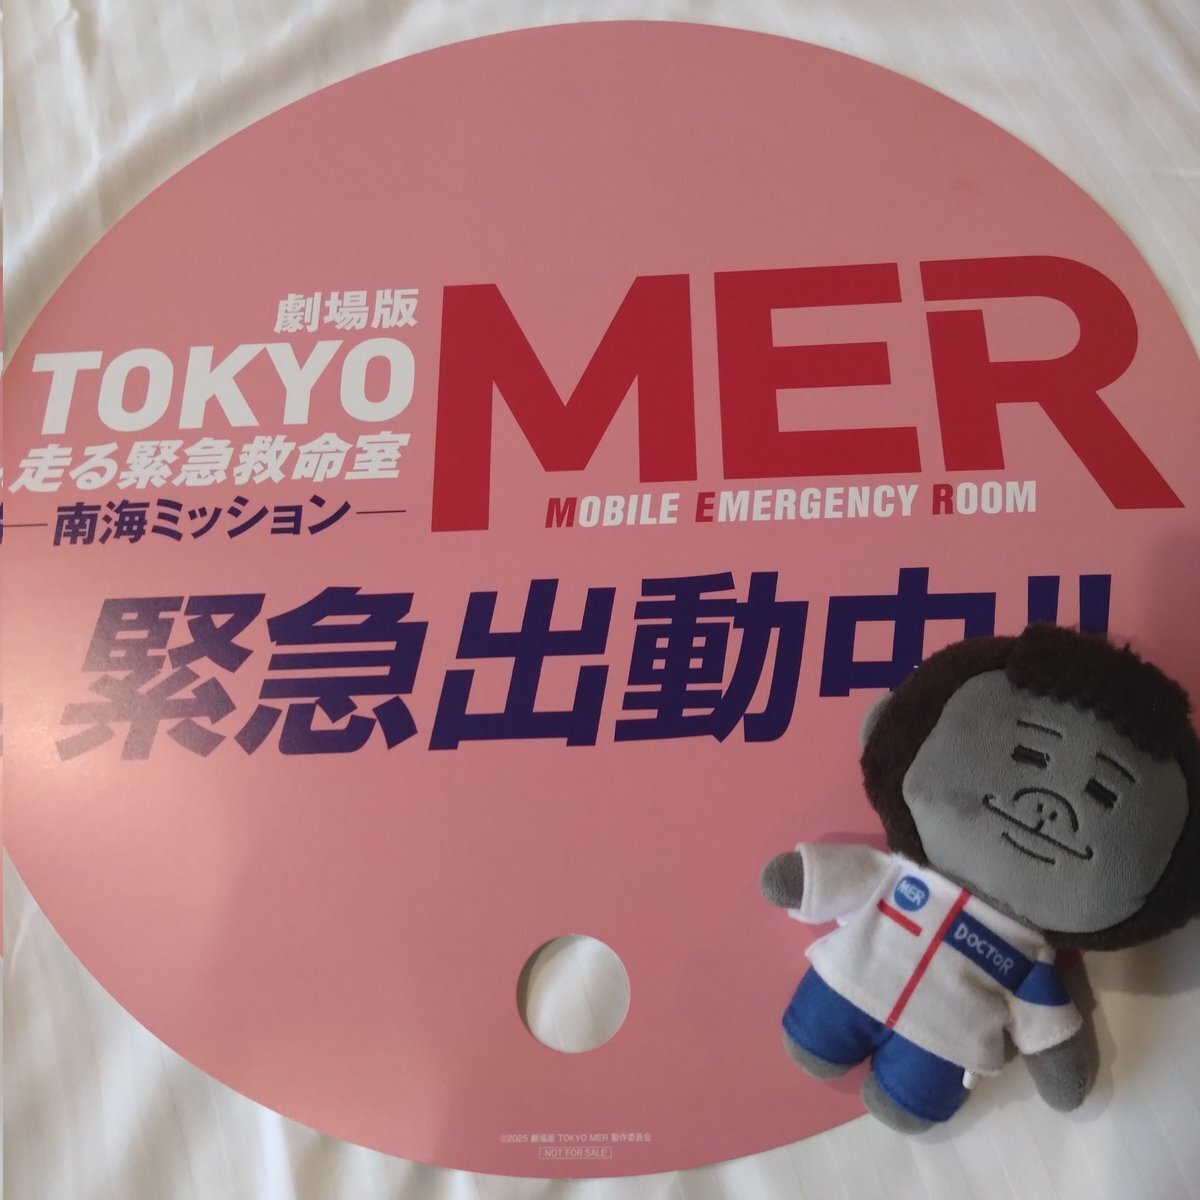 劇場版
TOKYO MER
走る緊急救命室
MOBILE EMERGENCY ROOM
南海ミッション
緊急出動中!!
MER
DOCTOR
©2025 劇場版 TOKYO MER 製作委員会
NOT FOR SALE